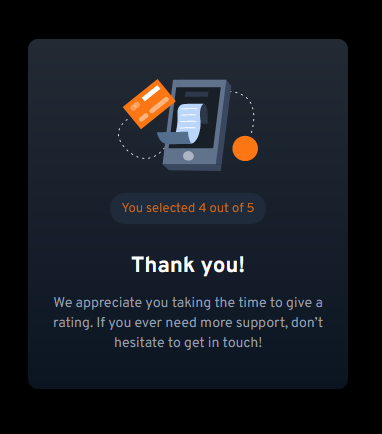 You selected 4 out of 5
Thank you!
We appreciate you taking the time to give a
rating. If you ever need more support, don’t
hesitate to get in touch!